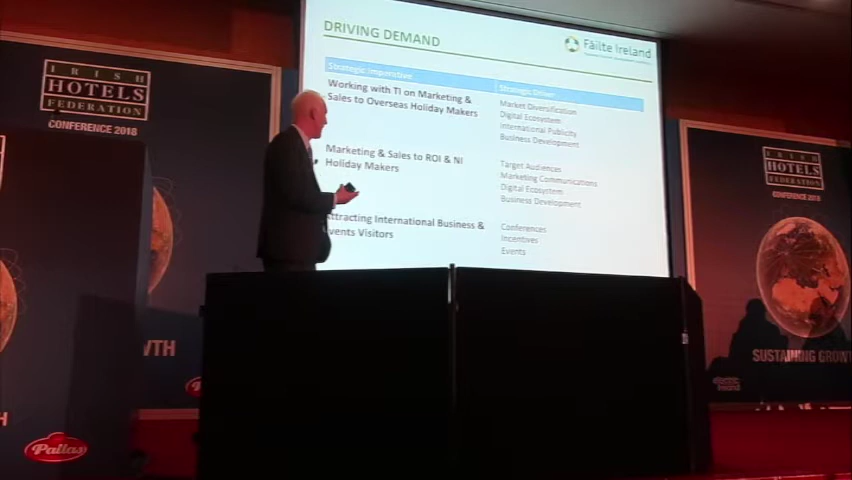 IRISH
HOTELS
FEDERATION
CONFERENCE 2018
WTH
Pallas
DRIVING DEMAND
Fáilte Ireland
Strategic Imperative
Strategic Driver
Working with TI on Marketing &
Sales to Overseas Holiday Makers
Market Diversification
Digital Ecosystem
International Publicity
Business Development
Marketing & Sales to ROI & NI
Holiday Makers
Target Audiences
Marketing Communications
Digital Ecosystem
Business Development
ttracting International Business &
vents Visitors
Conferences
Incentives
Events
IRISH
HOTELS
FEDERATION
CONFERENCE 2018
SUSTAINING GROW
electric
ireland